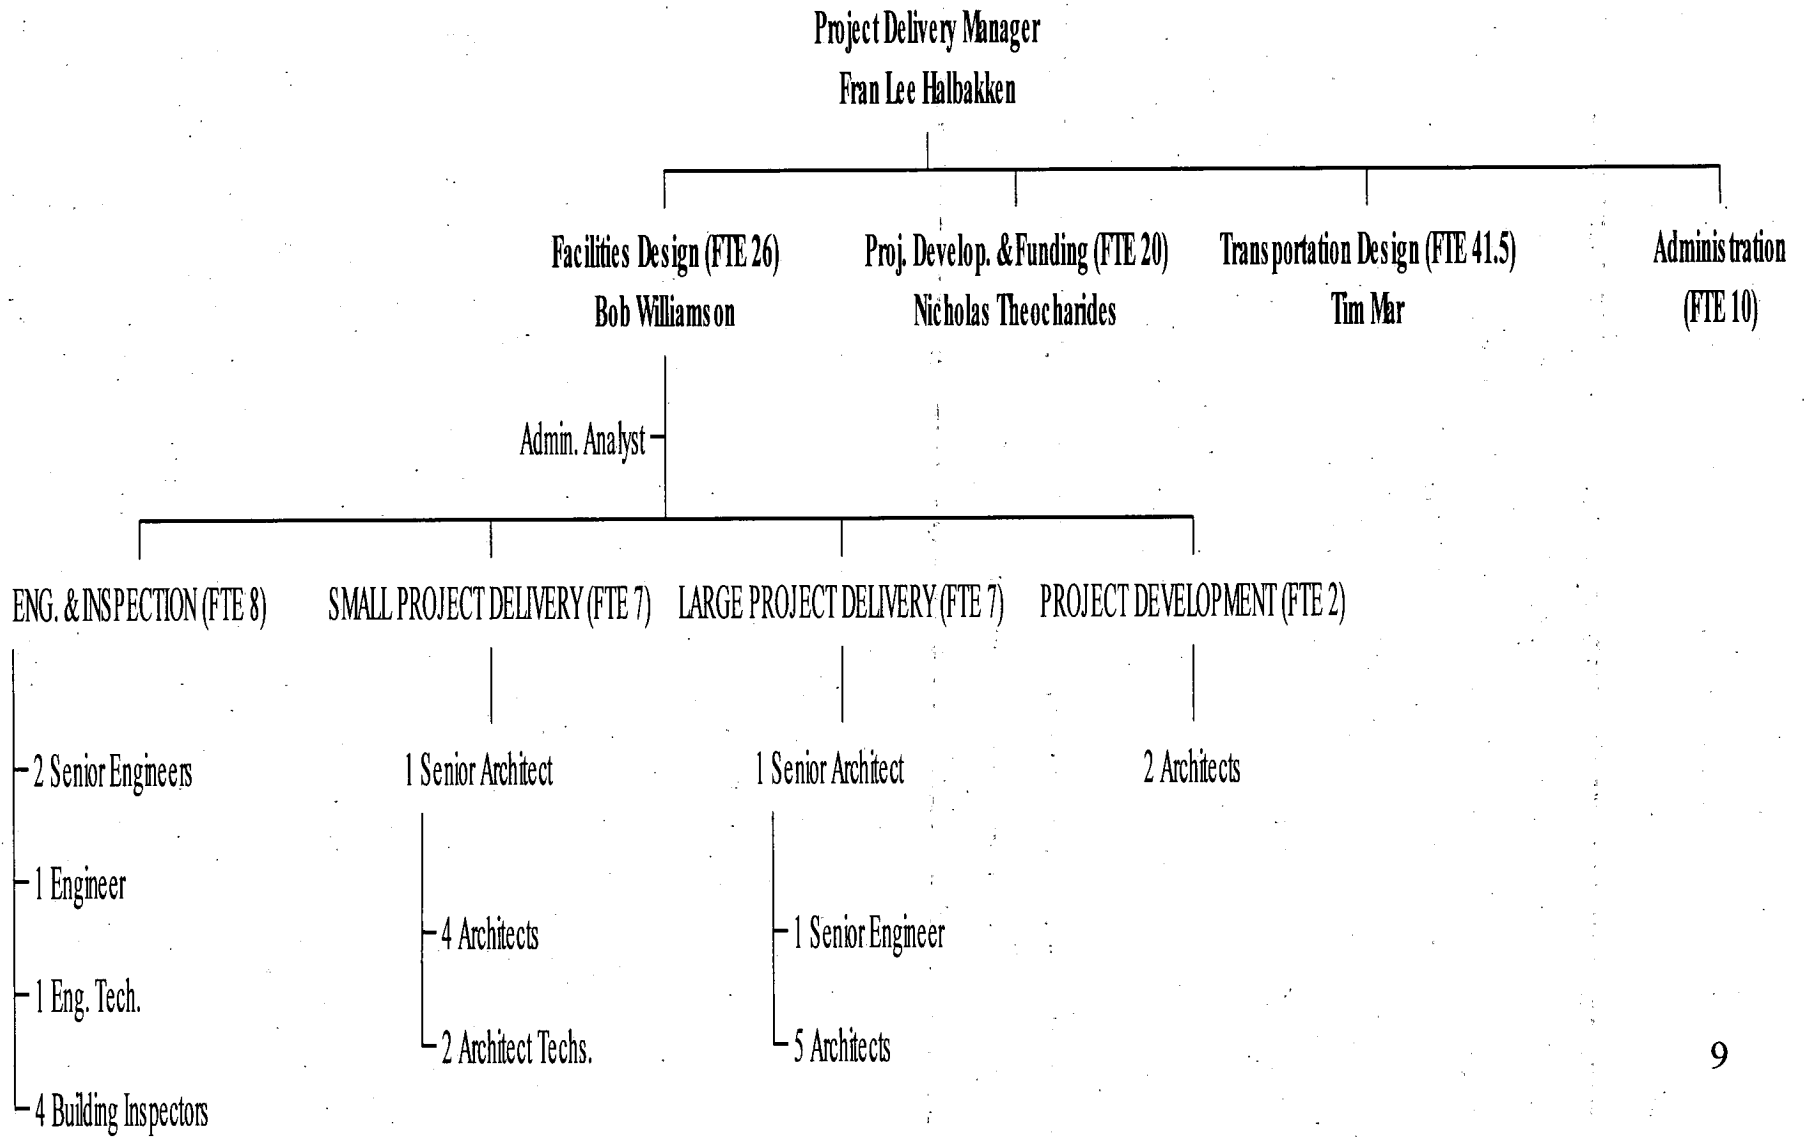 Project Delivery Manager
Fran Lee Halbakken
Facilities Design (FTE 26)
Bob Williamson
Proj. Develop. & Funding (FTE 20)
Nicholas Theocharides
Transportation Design (FTE 41.5)
Tim Mar
Administration
(FTE 10)
Admin. Analyst
ENG. & INSPECTION (FTE 8)
SMALL PROJECT DELIVERY (FTE 7)
LARGE PROJECT DELIVERY (FTE 7)
PROJECT DEVELOPMENT (FTE 2)
2 Senior Engineers
1 Engineer
1 Eng. Tech.
4 Building Inspectors
1 Senior Architect
4 Architects
2 Architect Techs.
1 Senior Architect
1 Senior Engineer
5 Architects
2 Architects
9